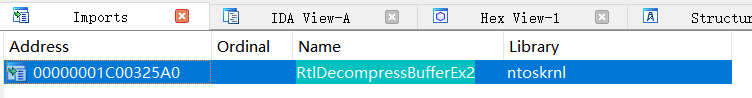 Imports IDA View-A Hex View-1 Structur
Address Ordinal Name Library
00000001C00325A0 RtlDecompressBufferEx2 ntoskrnl